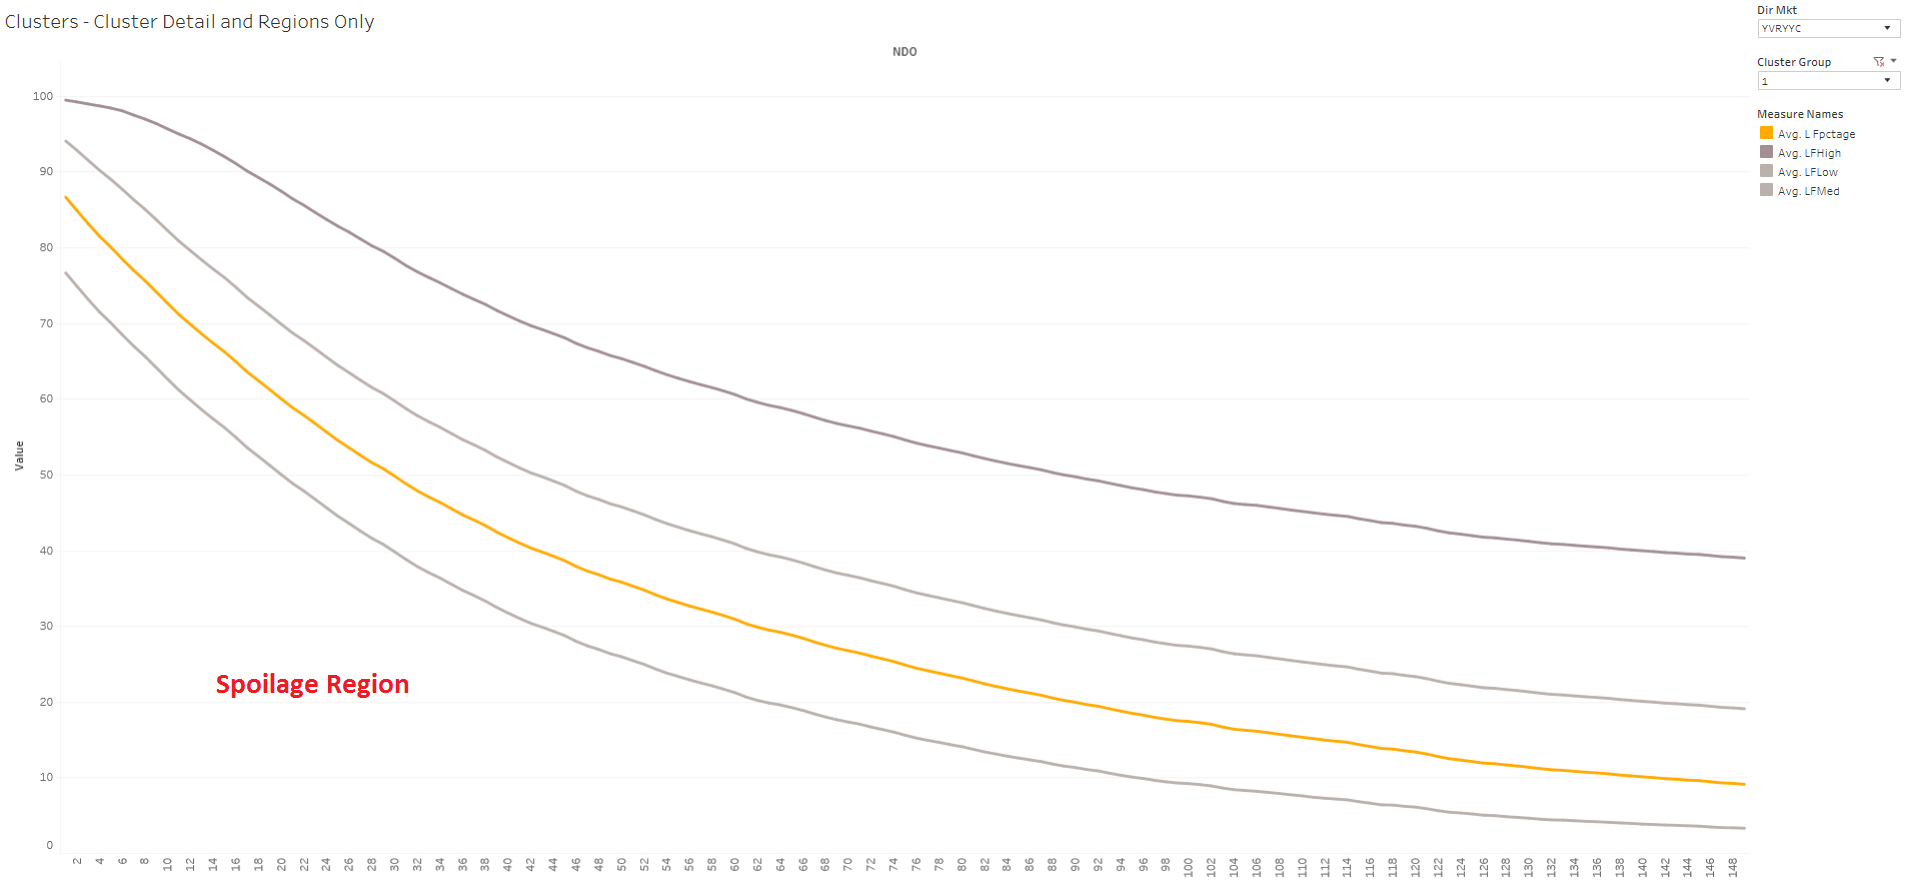 Clusters - Cluster Detail and Regions Only
Dir Mkt
YVRYYC
NDO
Cluster Group
1
Measure Names
Avg. L Fpctage
Avg. LFHigh
Avg. LFLow
Avg. LFMed
100
90
80
70
60
50
40
30
20
10
0
Value
Spoilage Region
2 4 6 8 10 12 14 16 18 20 22 24 26 28 30 32 34 36 38 40 42 44 46 48 50 52 54 56 58 60 62 64 66 68 70 72 74 76 78 80 82 84 86 88 90 92 94 96 98 100 102 104 106 108 110 112 114 116 118 120 122 124 126 128 130 132 134 136 138 140 142 144 146 148